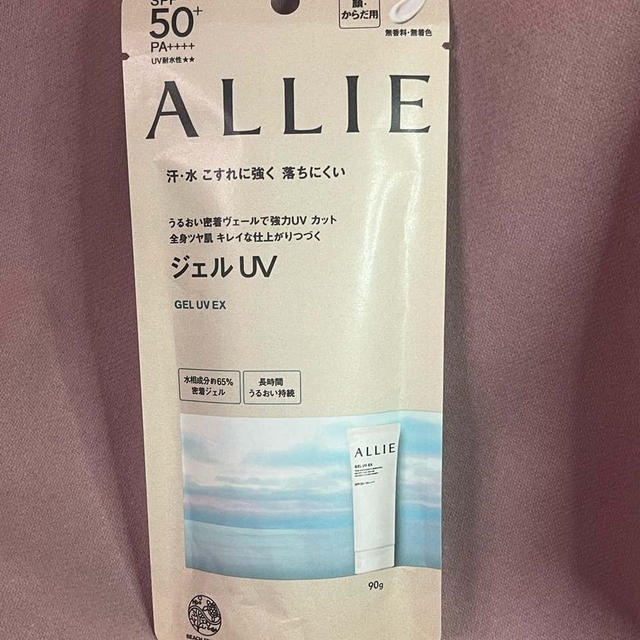 SPF
50+
PA++++
UV耐水性★★
顔・
からだ用
無香料・無着色
ALLIE
汗・水 こすれに強く 落ちにくい
うるおい密着ヴェールで強力UV カット
全身ツヤ肌 キレイな仕上がりつづく
ジェル UV
GEL UV EX
水相成分約65%
密着ジェル
長時間
うるおい持続
ALLIE
GEL UV EX
90g
BEACH